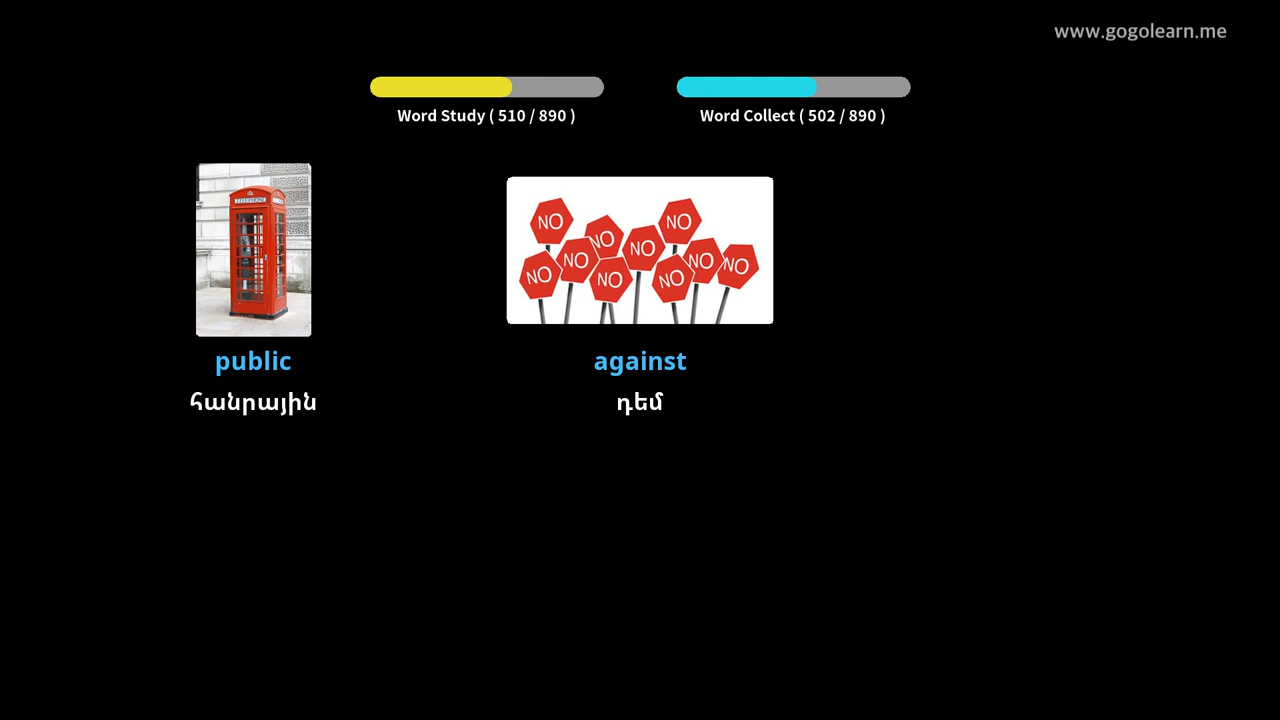 www.gogolearn.me
Word Study ( 510 / 890 )
Word Collect ( 502 / 890 )
TELEPHONE
NO
NO
NO
NO
NO
NO
NO
NO
NO
NO
public
against
հանրային
դեմ